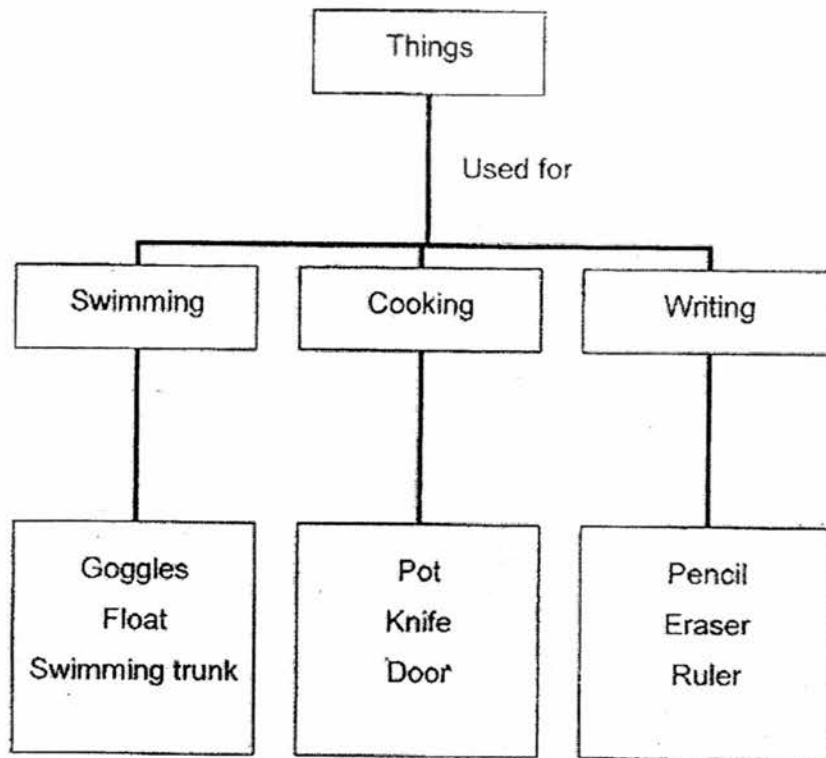 Things
Used for
Swimming
Cooking
Writing
Goggles
Float
Swimming trunk
Pot
Knife
Door
Pencil
Eraser
Ruler